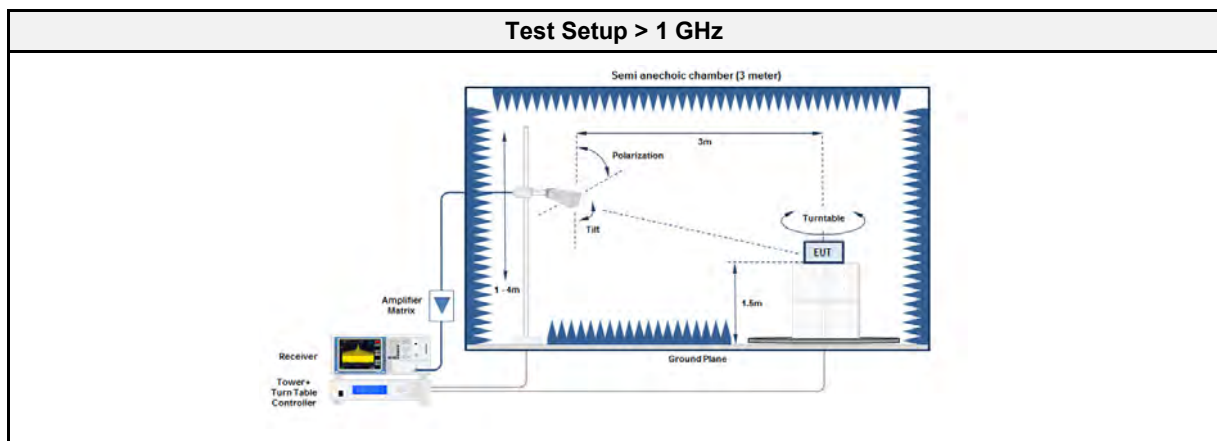 Test Setup > 1 GHz
Semi anechoic chamber (3 meter)
3m
Polarization
Turntable
Tilt
EUT
1 - 4m
1.5m
Amplifier
Matrix
Ground Plane
Receiver
Tower+
Turn Table
Controller